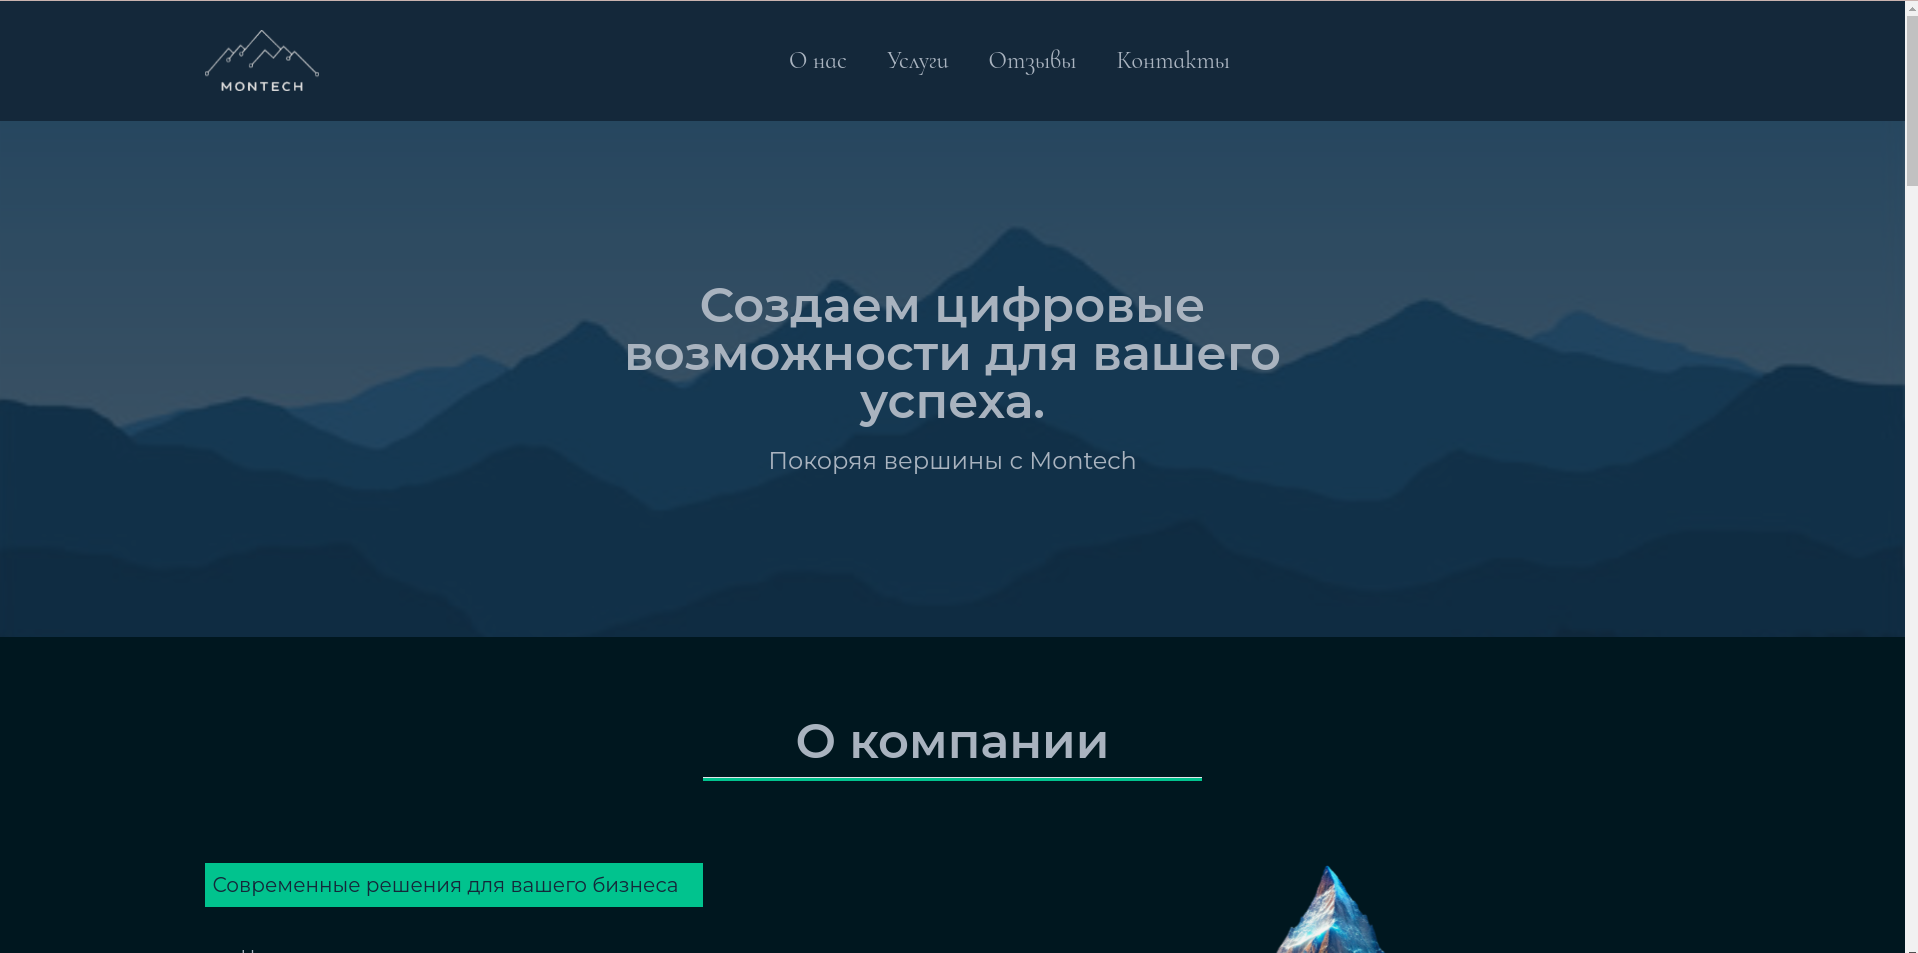 MONTECH
О нас Услуги Отзывы Контакты
Создаем цифровые
возможности для вашего
успеха.
Покоряя вершины с Montech
О компании
Современные решения для вашего бизнеса